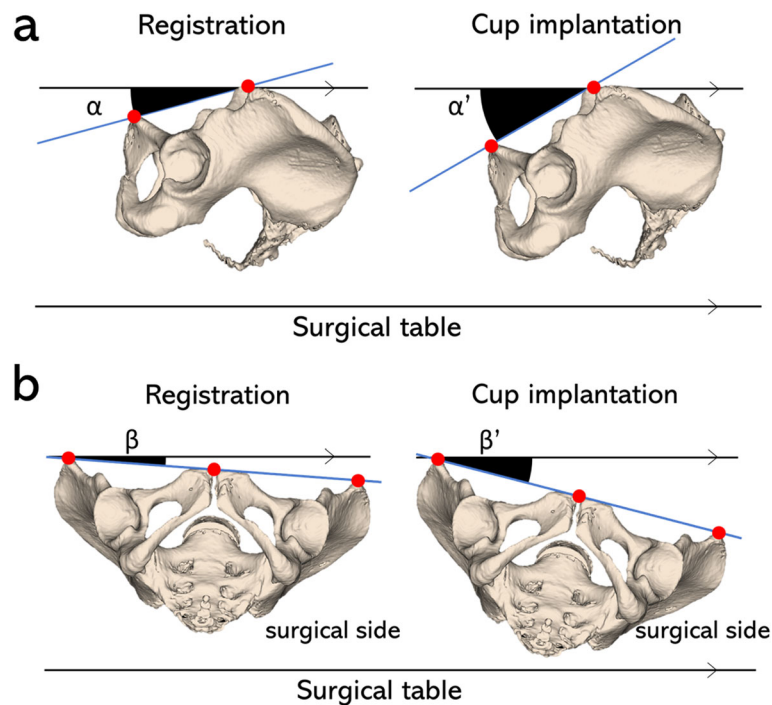 a
Registration
Cup implantation
α
α’
Surgical table
b
Registration
Cup implantation
β
β’
surgical side
surgical side
Surgical table